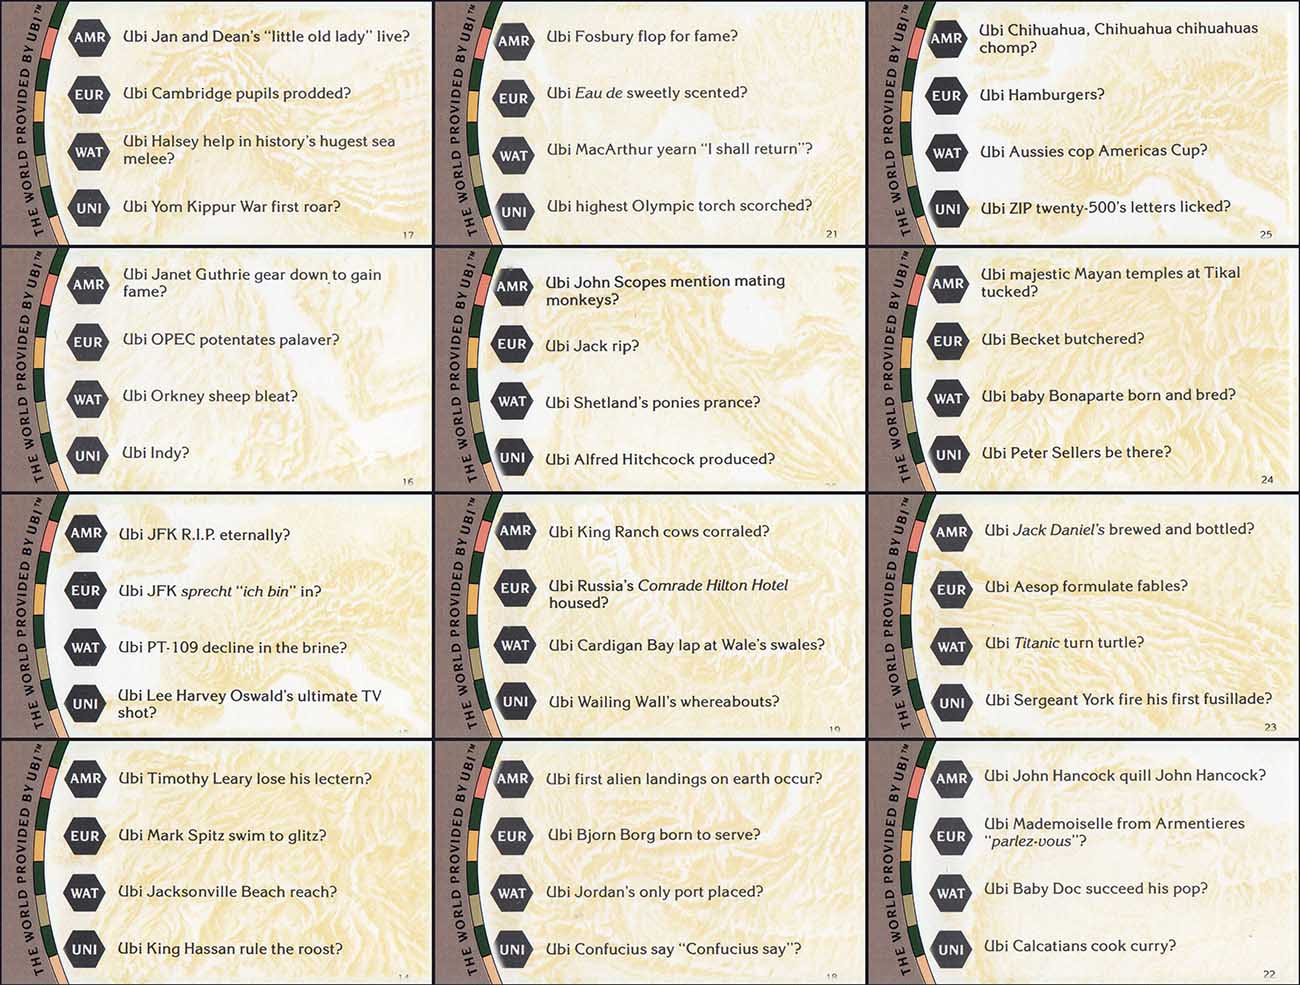 THE WORLD PROVIDED BY UBI™
AMR Ubi Jan and Dean's "little old lady" live?
EUR Ubi Cambridge pupils prodded?
WAT Ubi Halsey help in history's hugest sea
melee?
UNI Ubi Yom Kippur War first roar?
17
THE WORLD PROVIDED BY UBI™
AMR Ubi Fosbury flop for fame?
EUR Ubi Eau de sweetly scented?
WAT Ubi MacArthur yearn "I shall return"?
UNI Ubi highest Olympic torch scorched?
21
THE WORLD PROVIDED BY UBI™
AMR Ubi Chihuahua, Chihuahua chihuahuas
chomp?
EUR Ubi Hamburgers?
WAT Ubi Aussies cop Americas Cup?
UNI Ubi ZIP twenty-500's letters licked?
25
THE WORLD PROVIDED BY UBI™
AMR Ubi Janet Guthrie gear down to gain
fame?
EUR Ubi OPEC potentates palaver?
WAT Ubi Orkney sheep bleat?
UNI Ubi Indy?
16
THE WORLD PROVIDED BY UBI™
AMR Ubi John Scopes mention mating
monkeys?
EUR Ubi Jack rip?
WAT Ubi Shetland's ponies prance?
UNI Ubi Alfred Hitchcock produced?
THE WORLD PROVIDED BY UBI™
AMR Ubi majestic Mayan temples at Tikal
tucked?
EUR Ubi Becket butchered?
WAT Ubi baby Bonaparte born and bred?
UNI Ubi Peter Sellers be there?
24
THE WORLD PROVIDED BY UBI™
AMR Ubi JFK R.I.P. eternally?
EUR Ubi JFK sprecht "ich bin" in?
WAT Ubi PT-109 decline in the brine?
UNI Ubi Lee Harvey Oswald's ultimate TV
shot?
THE WORLD PROVIDED BY UBI™
AMR Ubi King Ranch cows corraled?
EUR Ubi Russia's Comrade Hilton Hotel
housed?
WAT Ubi Cardigan Bay lap at Wale's swales?
UNI Ubi Wailing Wall's whereabouts?
19
THE WORLD PROVIDED BY UBI™
AMR Ubi Jack Daniel's brewed and bottled?
EUR Ubi Aesop formulate fables?
WAT Ubi Titanic turn turtle?
UNI Ubi Sergeant York fire his first fusillade?
23
THE WORLD PROVIDED BY UBI™
AMR Ubi Timothy Leary lose his lectern?
EUR Ubi Mark Spitz swim to glitz?
WAT Ubi Jacksonville Beach reach?
UNI Ubi King Hassan rule the roost?
14
THE WORLD PROVIDED BY UBI™
AMR Ubi first alien landings on earth occur?
EUR Ubi Bjorn Borg born to serve?
WAT Ubi Jordan's only port placed?
UNI Ubi Confucius say "Confucius say"?
18
THE WORLD PROVIDED BY UBI™
AMR Ubi John Hancock quill John Hancock?
EUR Ubi Mademoiselle from Armentieres
"parlez-vous"?
WAT Ubi Baby Doc succeed his pop?
UNI Ubi Calcatians cook curry?
22